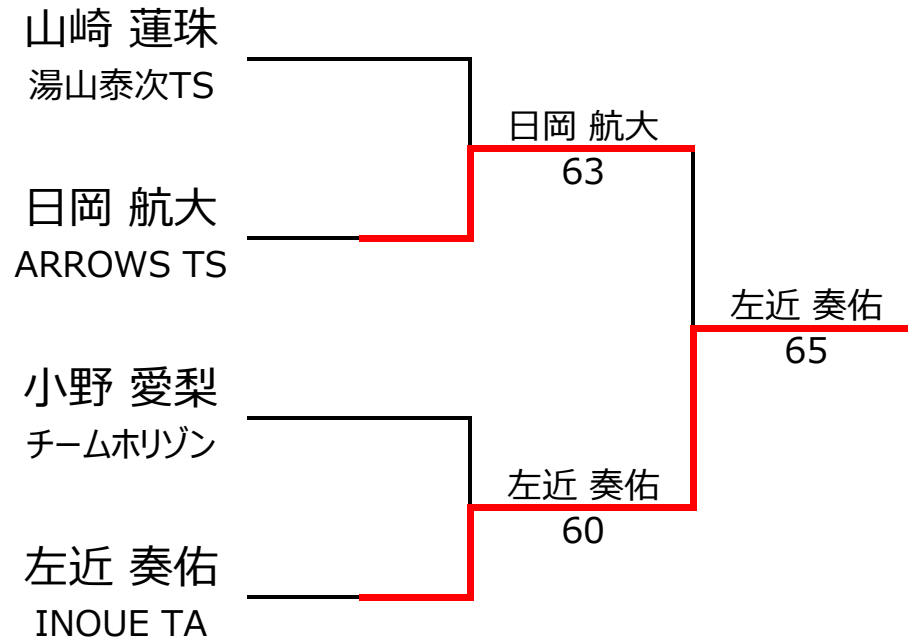 山崎 蓮珠
湯山泰次TS
日岡 航大
63
日岡 航大
ARROWS TS
左近 奏佑
65
小野 愛梨
チームホリゾン
左近 奏佑
60
左近 奏佑
INOUE TA